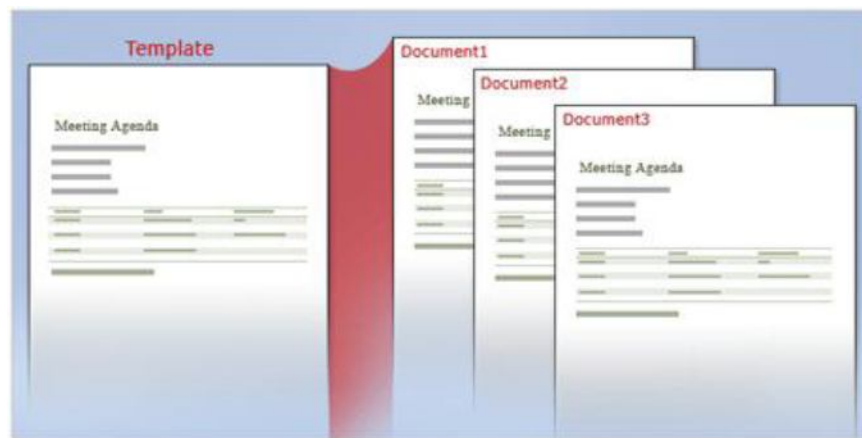 Template
Meeting Agenda
Document1
Meeting
Document2
Meeting
Document3
Meeting Agenda